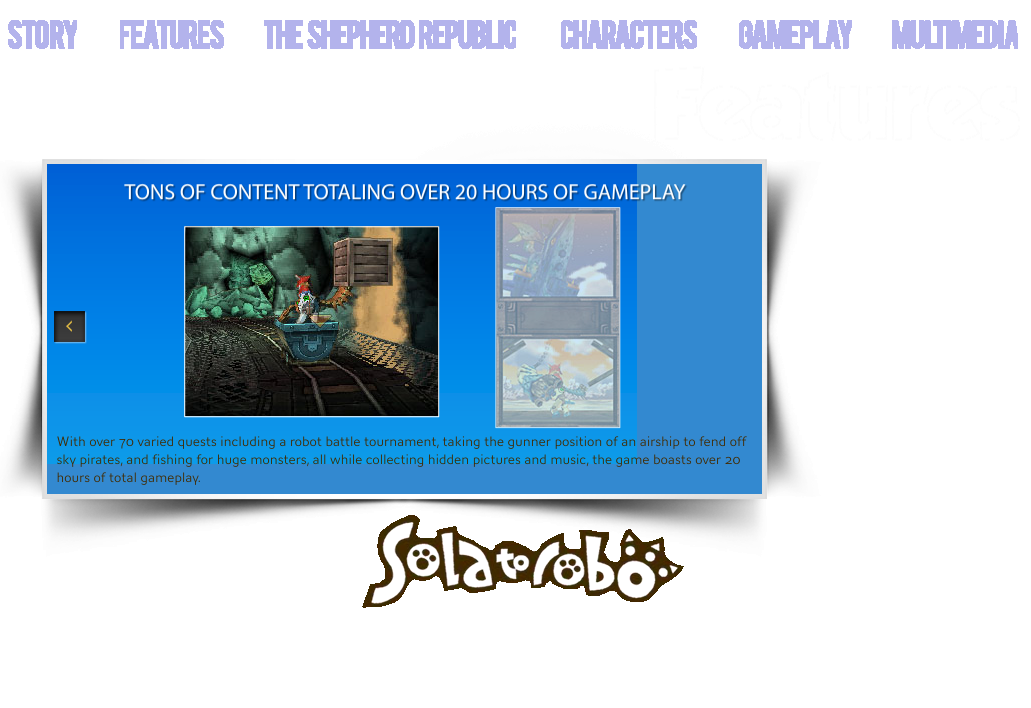 STORY FEATURES THE SHEPHERD REPUBLIC CHARACTERS GAMEPLAY MULTIMEDIA
Features
TONS OF CONTENT TOTALING OVER 20 HOURS OF GAMEPLAY
With over 70 varied quests including a robot battle tournament, taking the gunner position of an airship to fend off
sky pirates, and fishing for huge monsters, all while collecting hidden pictures and music, the game boasts over 20
hours of total gameplay.
Solatorobo